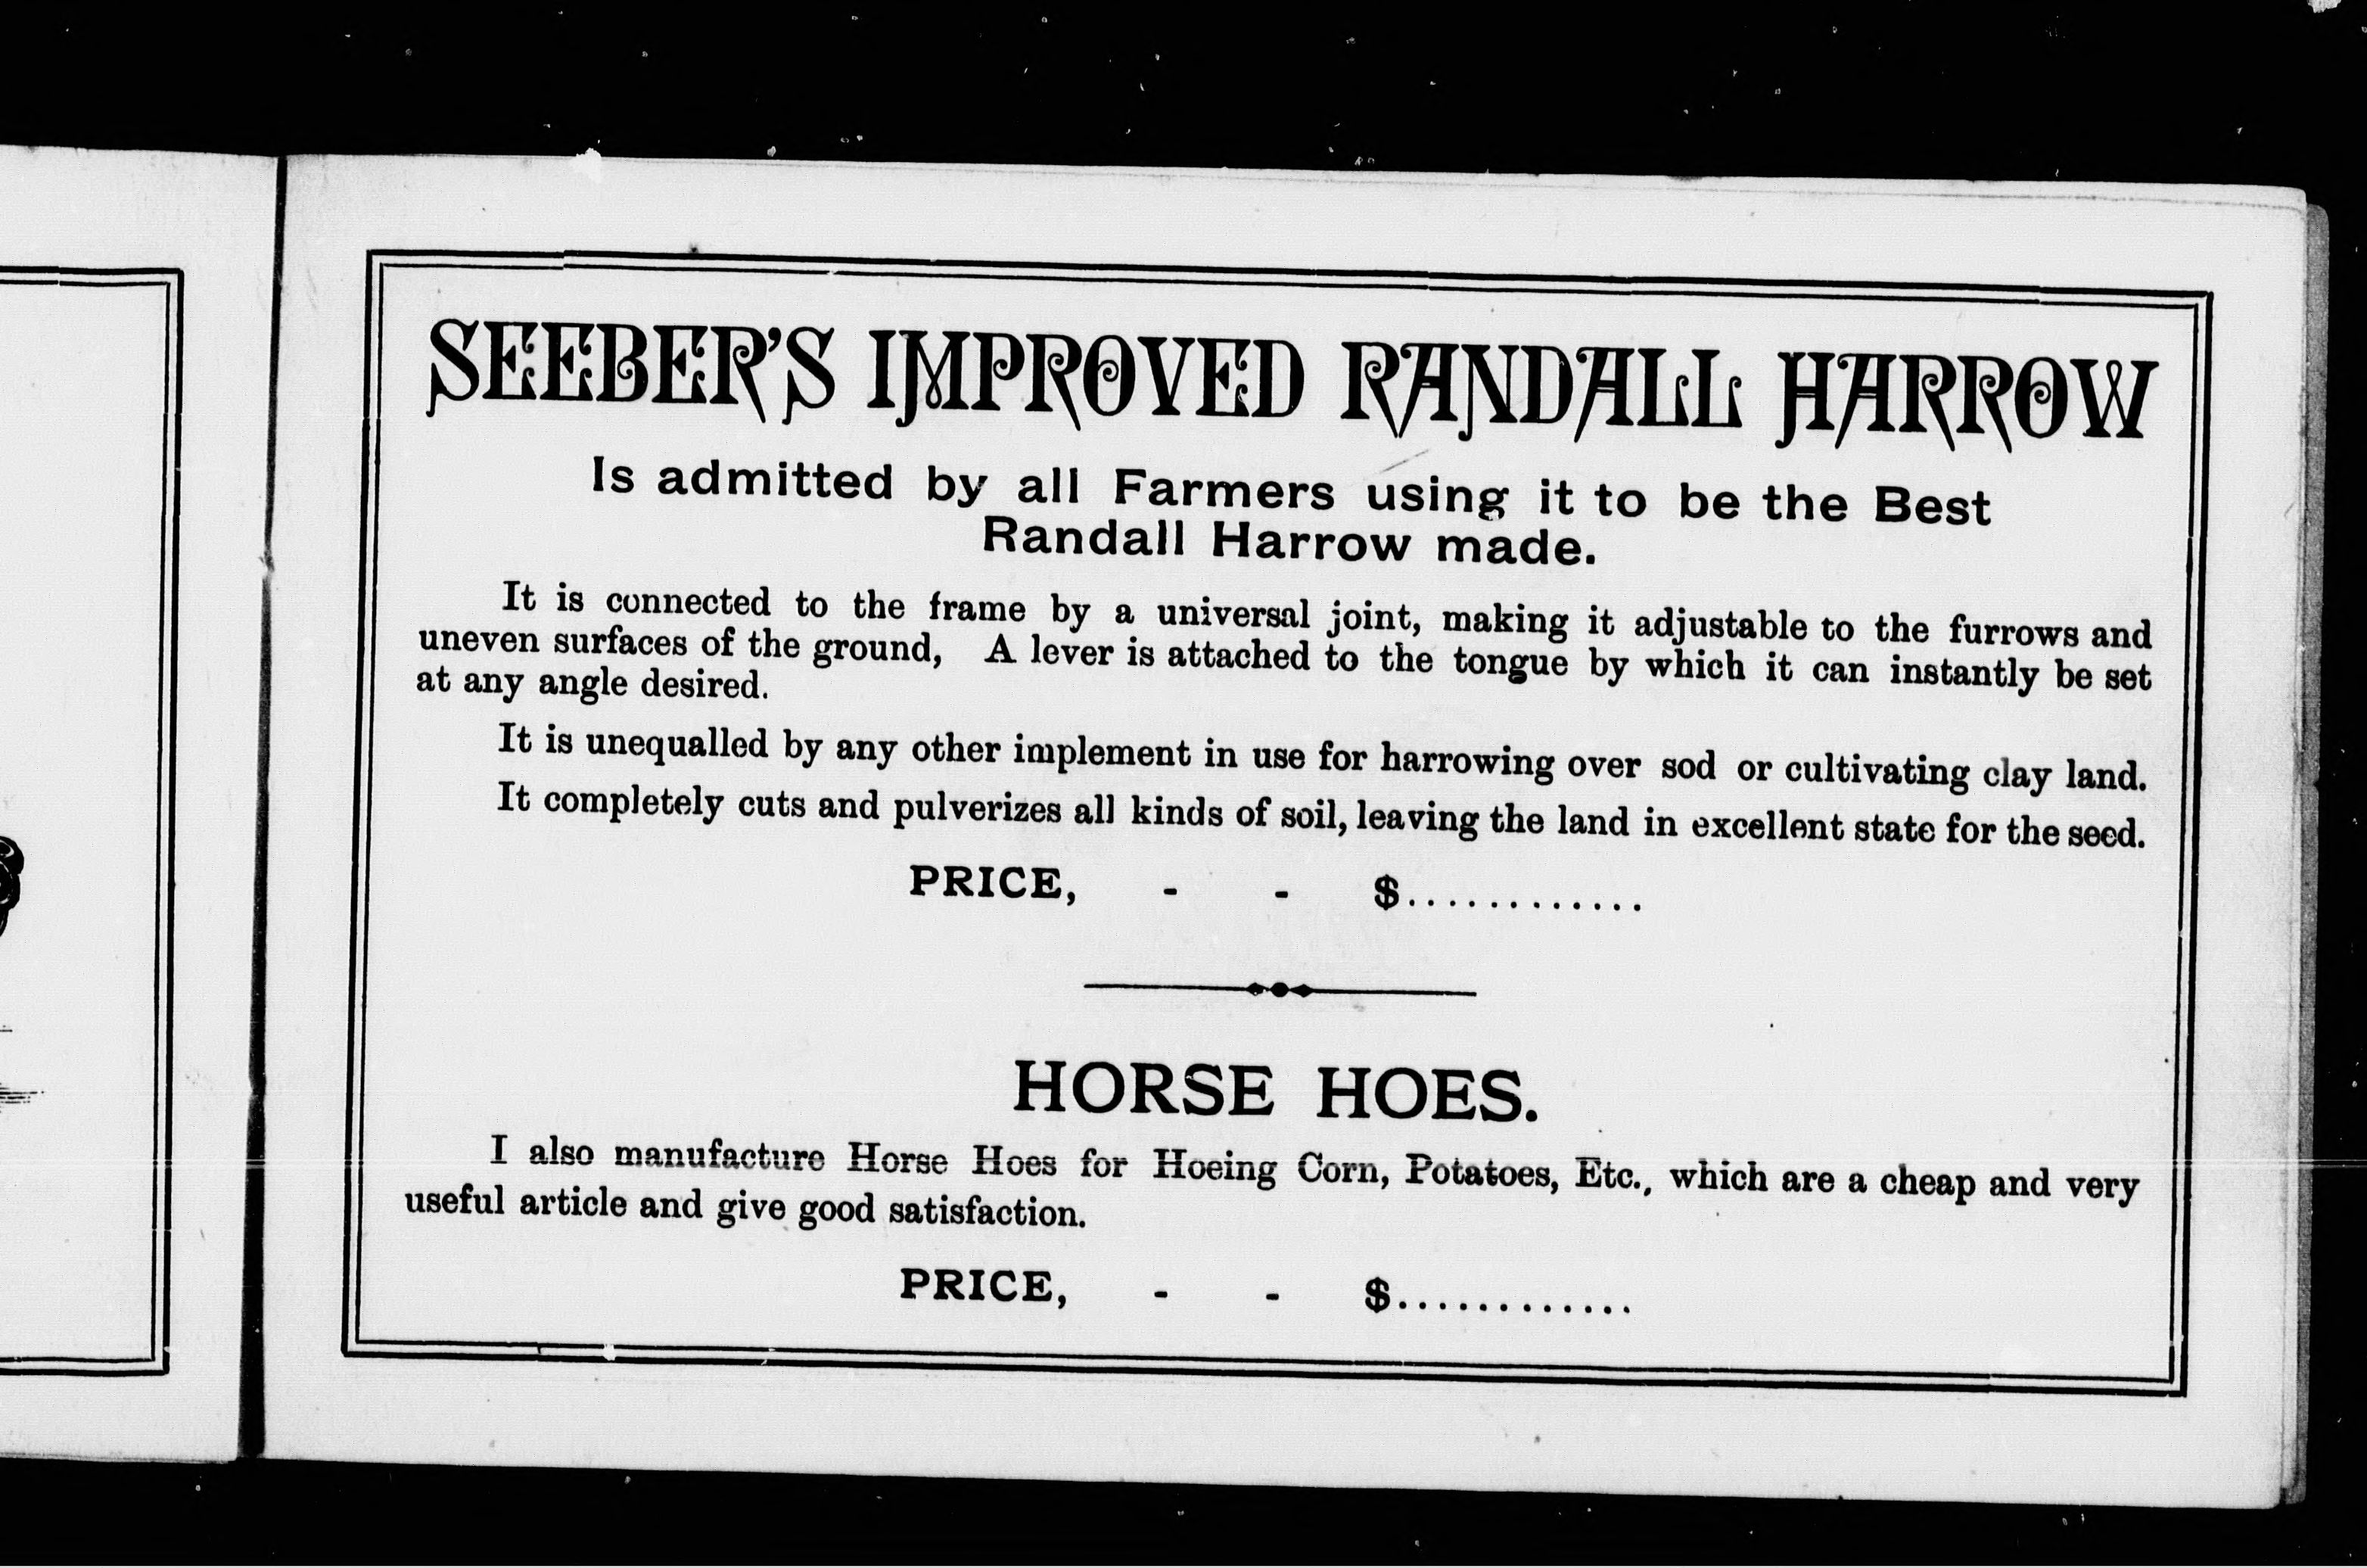 SEEBER'S IMPROVED RANDALL HARROW
Is admitted by all Farmers using it to be the Best
Randall Harrow made.
It is connected to the frame by a universal joint, making it adjustable to the furrows and
uneven surfaces of the ground, A lever is attached to the tongue by which it can instantly be set
at any angle desired.
It is unequalled by any other implement in use for harrowing over sod or cultivating clay land.
It completely cuts and pulverizes all kinds of soil, leaving the land in excellent state for the seed.
PRICE, - - $............
HORSE HOES.
I also manufacture Horse Hoes for Hoeing Corn, Potatoes, Etc., which are a cheap and very
useful article and give good satisfaction.
PRICE, - - $............